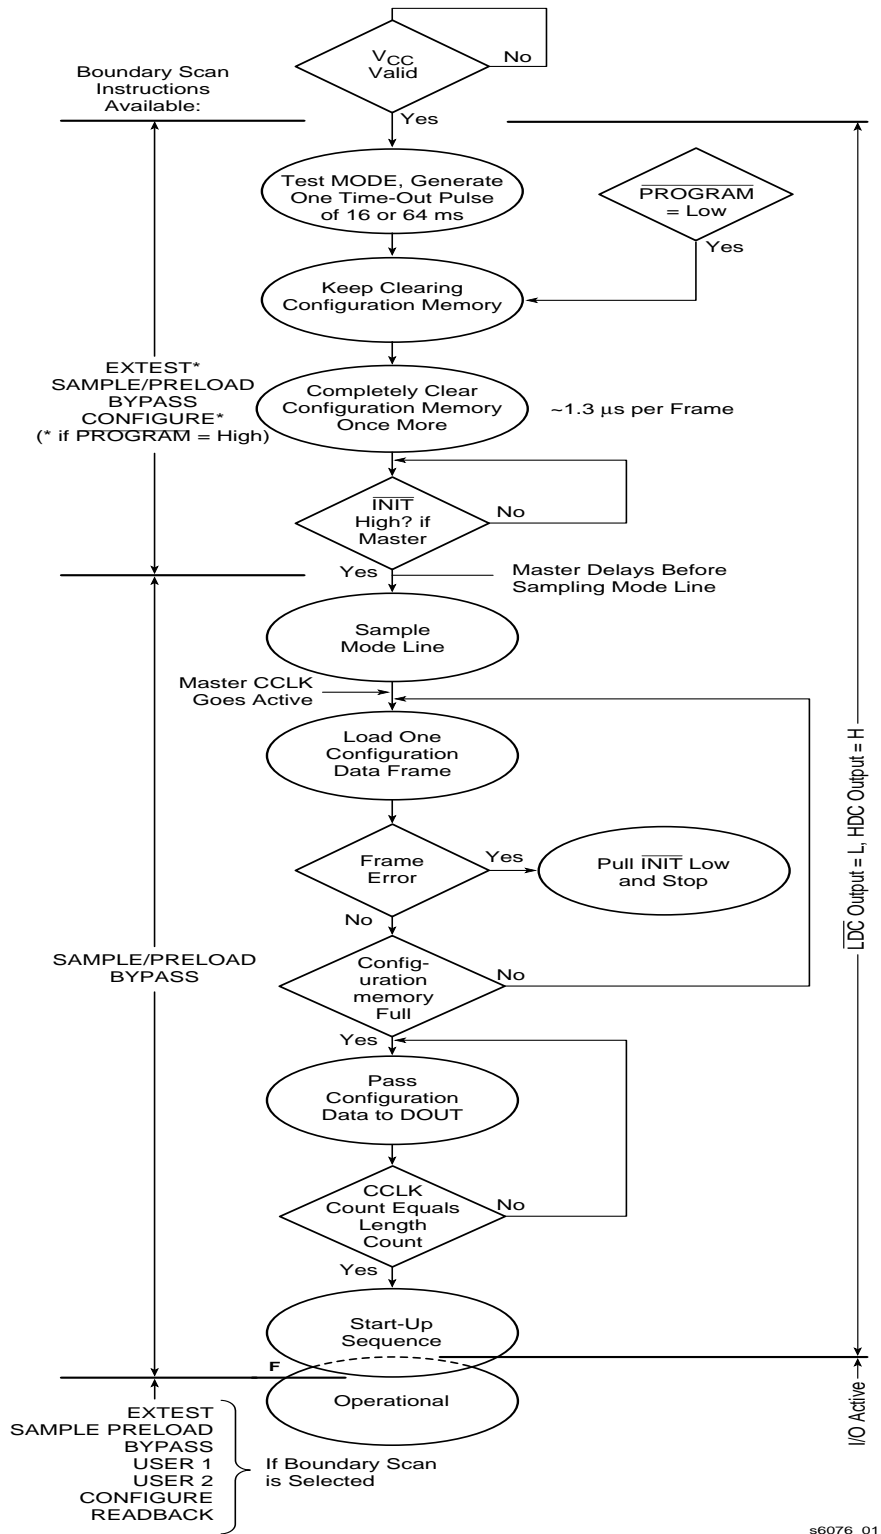 Boundary Scan
Instructions
Available:
VCC
Valid
No
Yes
Test MODE, Generate
One Time-Out Pulse
of 16 or 64 ms
PROGRAM
= Low
Yes
Keep Clearing
Configuration Memory
EXTEST*
SAMPLE/PRELOAD
BYPASS
CONFIGURE*
(* if PROGRAM = High)
Completely Clear
Configuration Memory
Once More
~1.3 µs per Frame
INIT
High? if
Master
No
Yes
Master Delays Before
Sampling Mode Line
Sample
Mode Line
Master CCLK
Goes Active
Load One
Configuration
Data Frame
Frame
Error
Yes
Pull INIT Low
and Stop
No
SAMPLE/PRELOAD
BYPASS
Config-
uration
memory
Full
No
Yes
Pass
Configuration
Data to DOUT
CCLK
Count Equals
Length
Count
No
Yes
Start-Up
Sequence
F
Operational
LDC Output = L, HDC Output = H
I/O Active
EXTEST
SAMPLE PRELOAD
BYPASS
USER 1
USER 2
CONFIGURE
READBACK
If Boundary Scan
is Selected
s6076_01